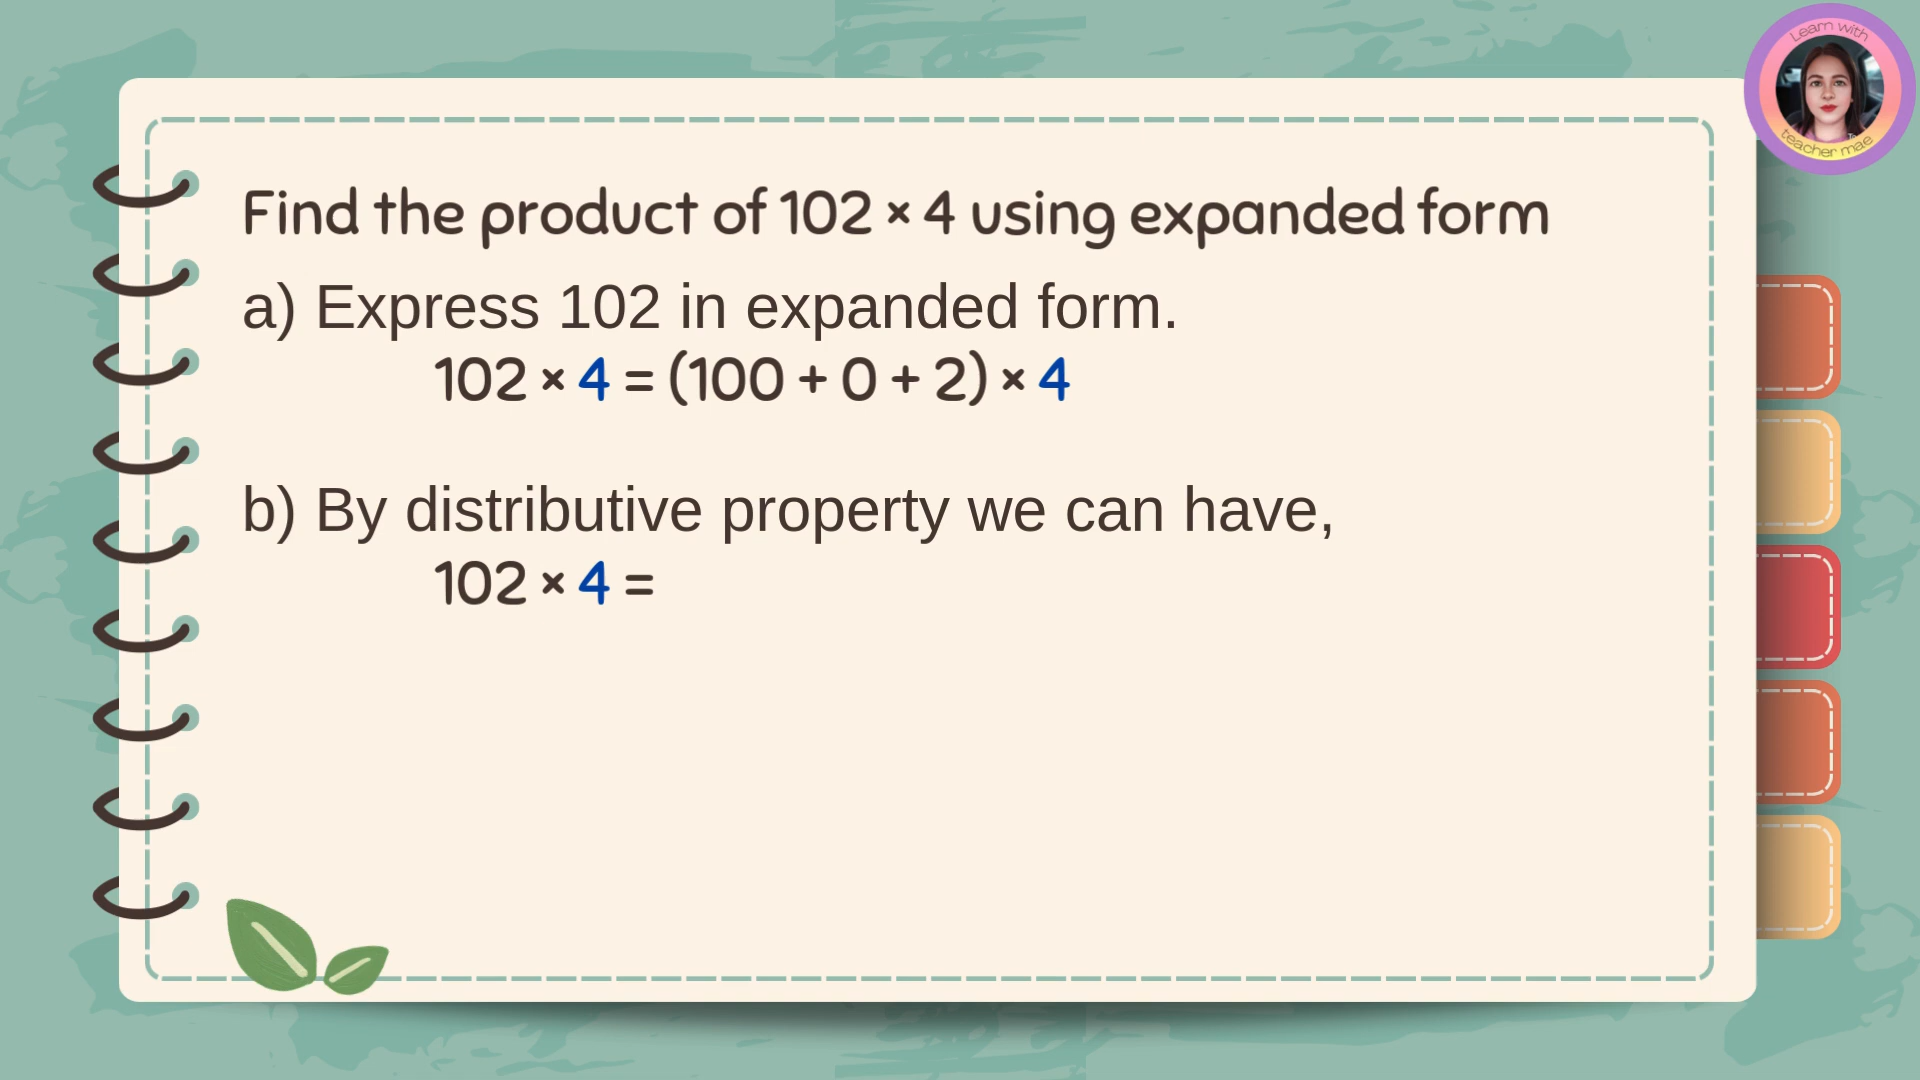 Learn with
teacher mae
Find the product of 102 × 4 using expanded form
a) Express 102 in expanded form.
102 × 4 = (100 + 0 + 2) × 4
b) By distributive property we can have,
102 × 4 =